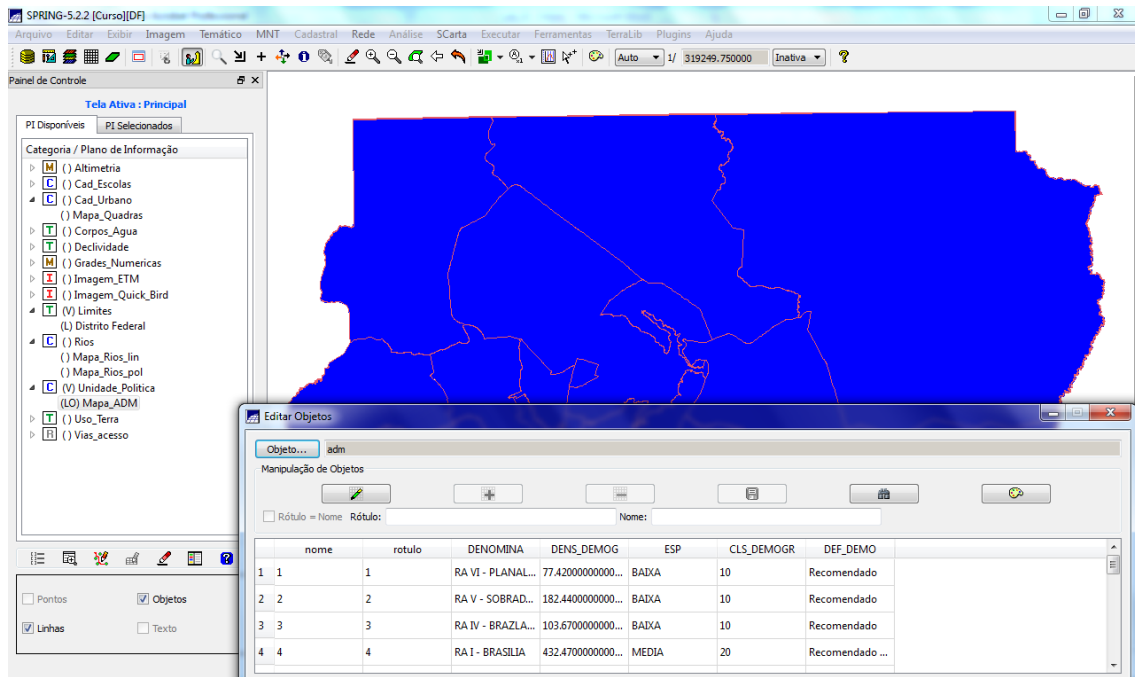 SPRING-5.2.2 [Curso][DF]
Arquivo Editar Exibir Imagem Temático MNT Cadastral Rede Análise SCarta Executar Ferramentas TerraLib Plugins Ajuda
Auto 1/ 319249.750000 Inativa
Painel de Controle
Tela Ativa : Principal
PI Disponíveis PI Selecionados
Categoria / Plano de Informação
M () Altimetria
C () Cad_Escolas
C () Cad_Urbano
() Mapa_Quadras
T () Corpos_Agua
T () Declividade
M () Grades_Numericas
I () Imagem_ETM
I () Imagem_Quick_Bird
T (V) Limites
(L) Distrito Federal
C () Rios
() Mapa_Rios_lin
() Mapa_Rios_pol
C (V) Unidade_Politica
(LO) Mapa_ADM
T () Uso_Terra
R () Vias_acesso
Pontos Objetos
Linhas Texto
Editar Objetos
Objeto... adm
Manipulação de Objetos
Rótulo = Nome Rótulo: Nome:
nome rotulo DENOMINA DENS_DEMOG ESP CLS_DEMOGR DEF_DEMO
1 1 1 RA VI - PLANAL... 77.42000000000... BAIXA 10 Recomendado
2 2 2 RA V - SOBRAD... 182.4400000000... BAIXA 10 Recomendado
3 3 3 RA IV - BRAZLA... 103.6700000000... BAIXA 10 Recomendado
4 4 4 RA I - BRASILIA 432.4700000000... MEDIA 20 Recomendado ...